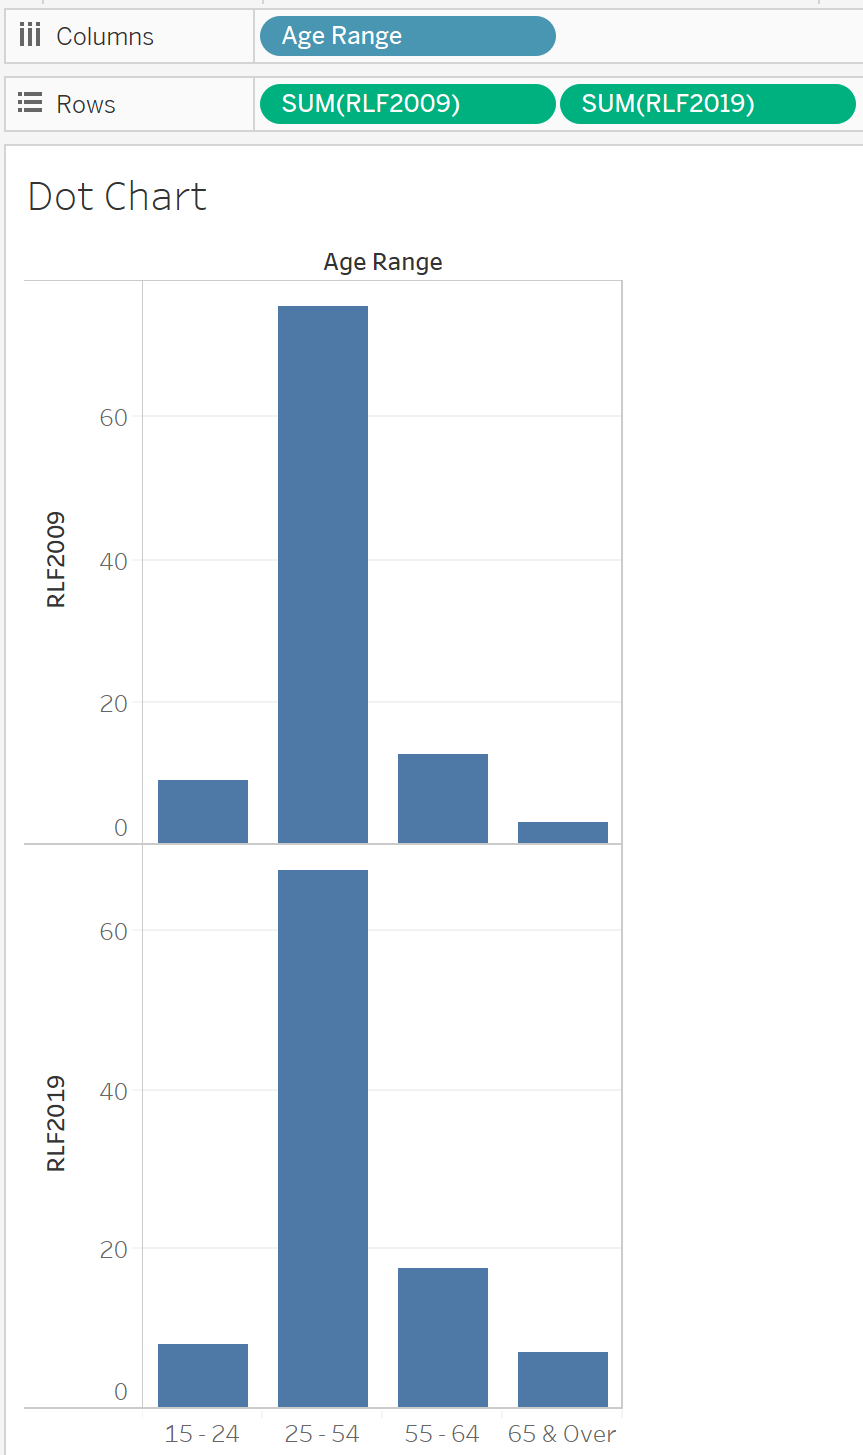 Columns
Age Range
Rows
SUM(RLF2009) SUM(RLF2019)
Dot Chart
Age Range
RLF2009
60
40
20
0
RLF2019
60
40
20
0
15 - 24 25 - 54 55 - 64 65 & Over